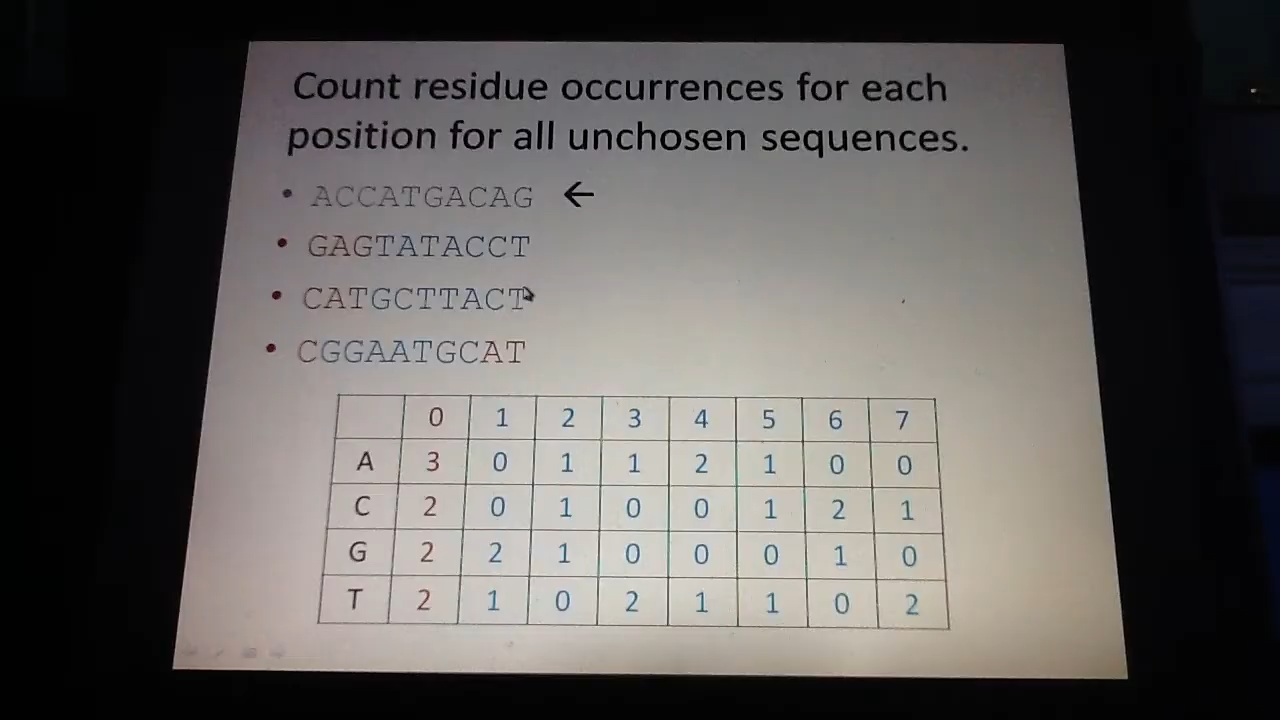 Count residue occurrences for each
position for all unchosen sequences.
• ACCATGACAG ←
• GAGTATACCT
• CATGCTTACT
• CGGAATGCAT
0 1 2 3 4 5 6 7
A 3 0 1 1 2 1 0 0
C 2 0 1 0 0 1 2 1
G 2 2 1 0 0 0 1 0
T 2 1 0 2 1 1 0 2